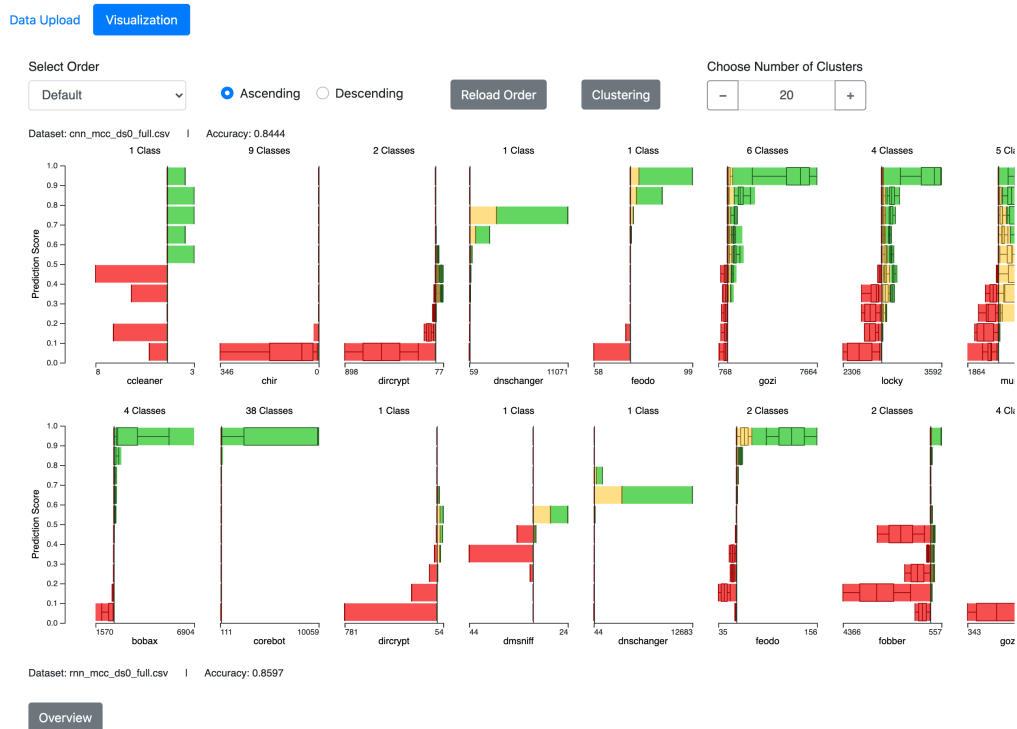 Data Upload Visualization
Select Order Choose Number of Clusters
Default Ascending Descending Reload Order Clustering − 20 +
Dataset: cnn_mcc_ds0_full.csv | Accuracy: 0.8444
1 Class 9 Classes 2 Classes 1 Class 1 Class 6 Classes 4 Classes 5 Cla
Prediction Score
1.0
0.9
0.8
0.7
0.6
0.5
0.4
0.3
0.2
0.1
0.0
8 3 346 0 898 77 59 11071 58 99 768 7664 2306 3592 1864
ccleaner chir dircrypt dnschanger feodo gozi locky mu
4 Classes 38 Classes 1 Class 1 Class 1 Class 2 Classes 2 Classes 4 Cl
Prediction Score
1.0
0.9
0.8
0.7
0.6
0.5
0.4
0.3
0.2
0.1
0.0
1570 6904 111 10059 781 54 44 24 44 12683 35 156 4366 557 343
bobax corebot dircrypt dmsniff dnschanger feodo fobber goz
Dataset: rnn_mcc_ds0_full.csv | Accuracy: 0.8597
Overview